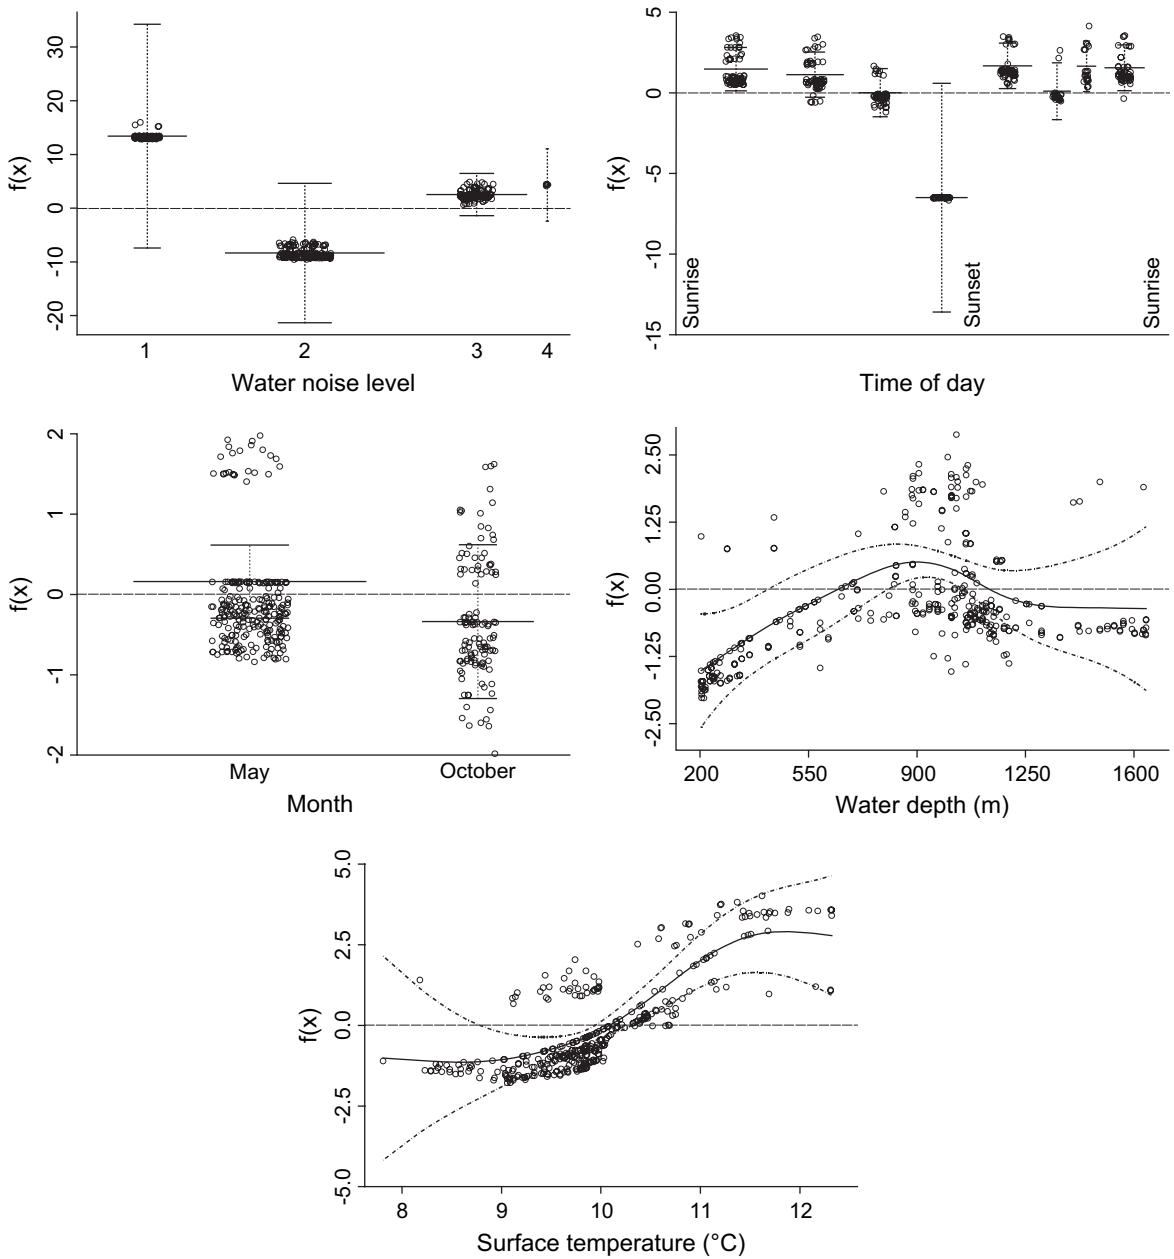 f(x)
30
20
10
0
-10
-20
1 2 3 4
Water noise level
f(x)
5
0
-5
-10
-15
Sunrise Sunset Sunrise
Time of day
f(x)
2
1
0
1
-2
May October
Month
f(x)
2.50
1.25
0.00
-1.25
-2.50
200 550 900 1250 1600
Water depth (m)
f(x)
5.0
2.5
0.0
-2.5
-5.0
8 9 10 11 12
Surface temperature (°C)